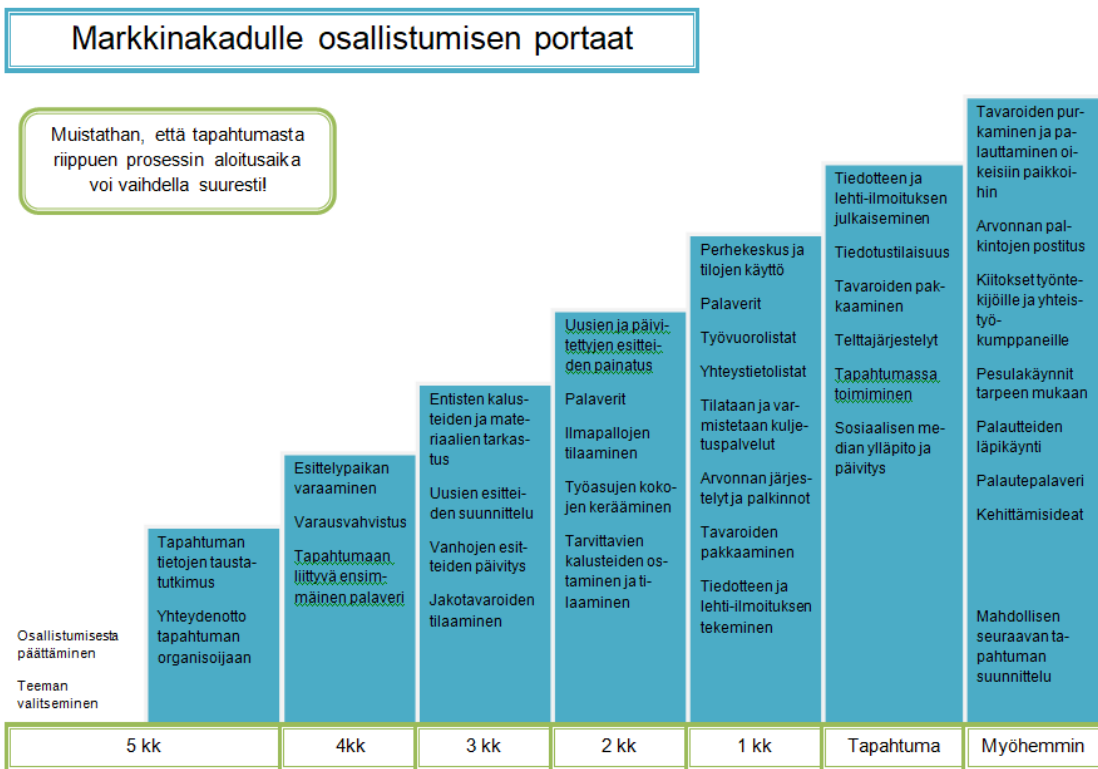 Markkinakadulle osallistumisen portaat
Muistathan, että tapahtumasta
riippuen prosessin aloitusaika
voi vaihdella suuresti!
Osallistumisesta
päättäminen
Teeman
valitseminen
Tapahtuman
tietojen tausta-
tutkimus
Yhteydenotto
tapahtuman
organisoijaan
Esittelypaikan
varaaminen
Varausvahvistus
Tapahtumaan
liittyvä ensim-
mäinen palaveri
Entisten kalus-
teiden ja mate-
riaalien tarkas-
tus
Uusien esittei-
den suunnittelu
Vanhojen esit-
teiden päivitys
Jakotavaroiden
tilaaminen
Uusien ja päivi-
tettyjen esittei-
den painatus
Palaverit
Ilmapallojen
tilaaminen
Työasujen koko-
jen kerääminen
Tarvittavien
kalusteiden os-
taminen ja ti-
laaminen
Perhekeskus ja
tilojen käyttö
Palaverit
Työvuorolistat
Yhteystietolistat
Tilataan ja var-
mistetaan kulje-
tuspalvelut
Arvonnan järjes-
telyt ja palkinnot
Tavaroiden
pakkaaminen
Tiedotteen ja
lehti-ilmoituksen
tekeminen
Tiedotteen ja
lehti-ilmoituksen
julkaiseminen
Tiedotustilaisuus
Tavaroiden pak-
kaaminen
Telttajärjestelyt
Tapahtumassa
toimiminen
Sosiaalisen me-
dian ylläpito ja
päivitys
Tavaroiden pur-
kaminen ja pa-
lauttaminen oi-
keisiin paikkoi-
hin
Arvonnan pal-
kintojen postitus
Kiitokset työnte-
kijöille ja yhteis-
työ-
kumppaneille
Pesulakäynnit
tarpeen mukaan
Palautteiden
läpikäynti
Palautepalaveri
Kehittämisideat
Mahdollisen
seuraavan ta-
pahtuman
suunnittelu
5 kk
4kk
3 kk
2 kk
1 kk
Tapahtuma
Myöhemmin